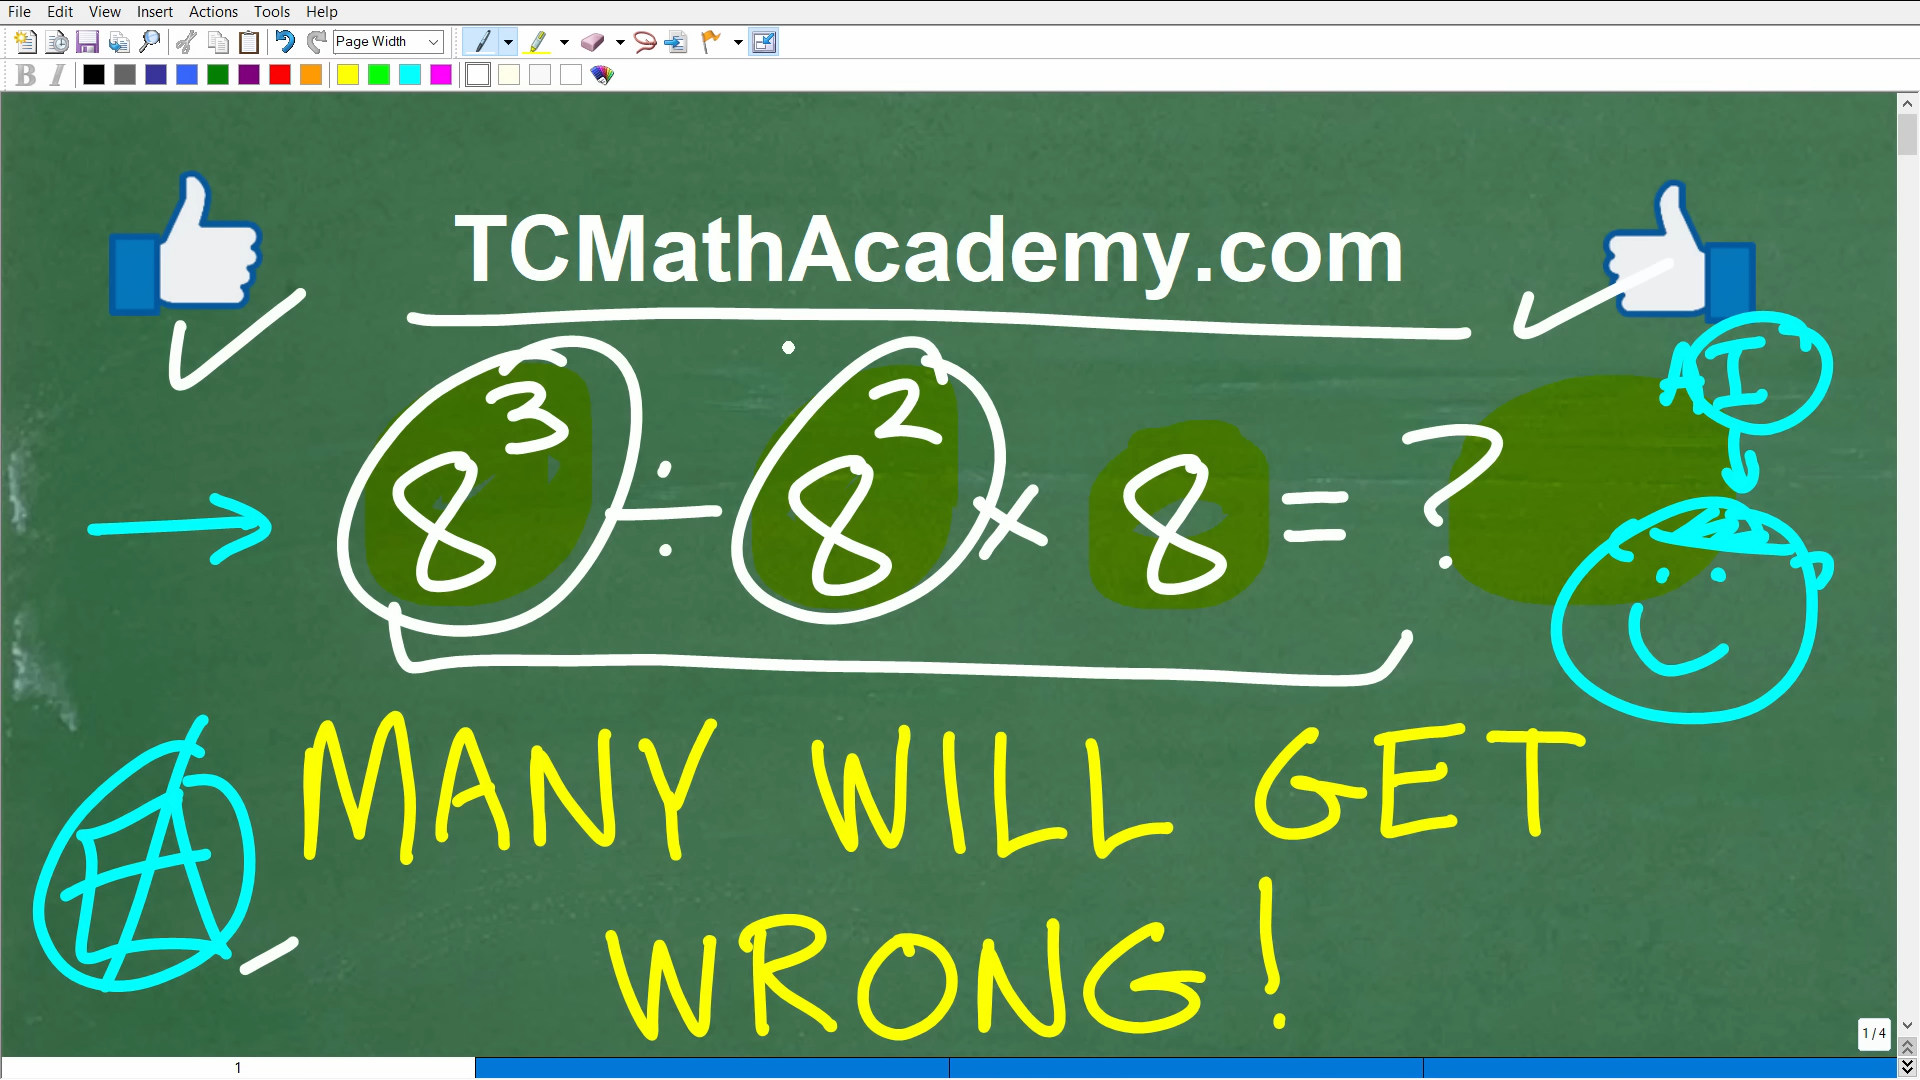 File Edit View Insert Actions Tools Help
Page Width
B I
TCMathAcademy.com
8³ ÷ 8² × 8 = ?
AI
MANY WILL GET
WRONG!
A
1 / 4
1